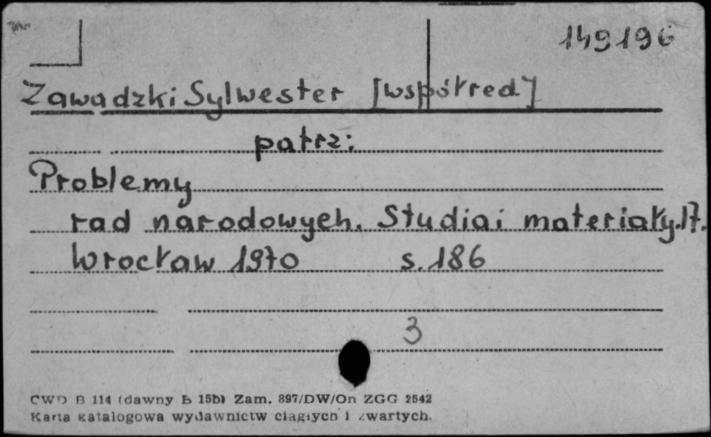 149196
Zawadzki Sylwester [współred]
patrz:
Problemy
rad narodowych. Studia i materiały. 17.
Wrocław 1970 s. 186
3
CWD B 114 (dawny B 15b) Zam. 897/DW/On ZGG 2542
Karta katalogowa wydawnictw ciągłych i zwartych.